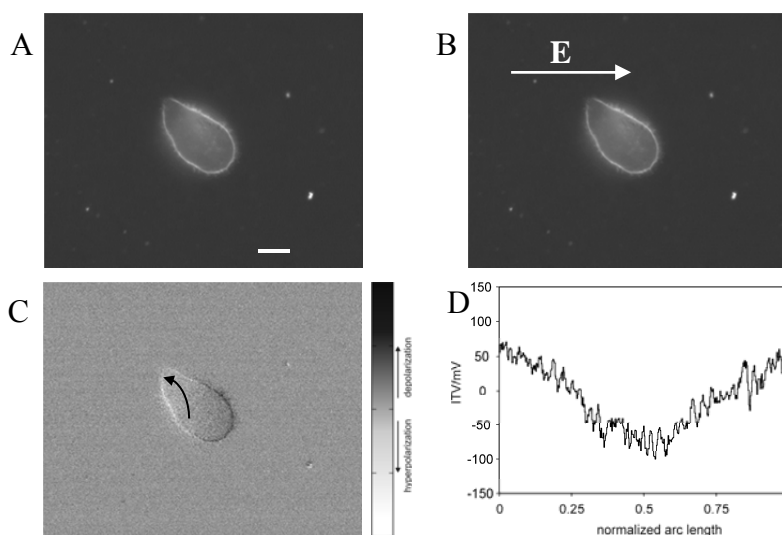 A
B
E
C
depolarization
hyperpolarization
D
150
100
50
0
-50
-100
-150
ITV/mV
0
0.25
0.5
0.75
normalized arc length